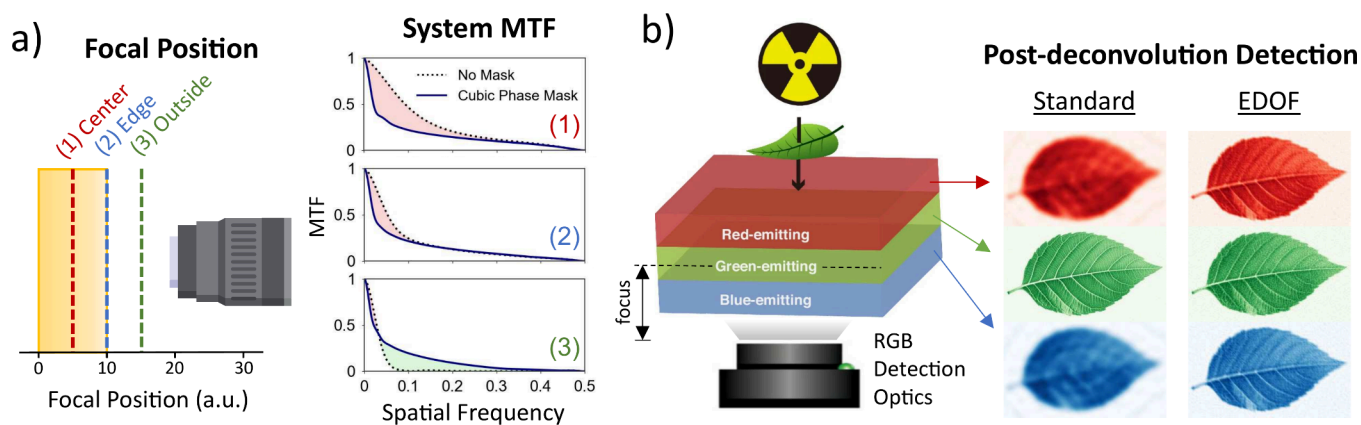 a)
Focal Position
(1) Center
(2) Edge
(3) Outside
0
10
20
30
Focal Position (a.u.)
System MTF
MTF
1
0.5
0
No Mask
Cubic Phase Mask
(1)
1
0.5
0
(2)
1
0.5
0
(3)
0
0.1
0.2
0.3
0.4
0.5
Spatial Frequency
b)
Red-emitting
Green-emitting
Blue-emitting
focus
RGB
Detection
Optics
Post-deconvolution Detection
Standard
EDOF